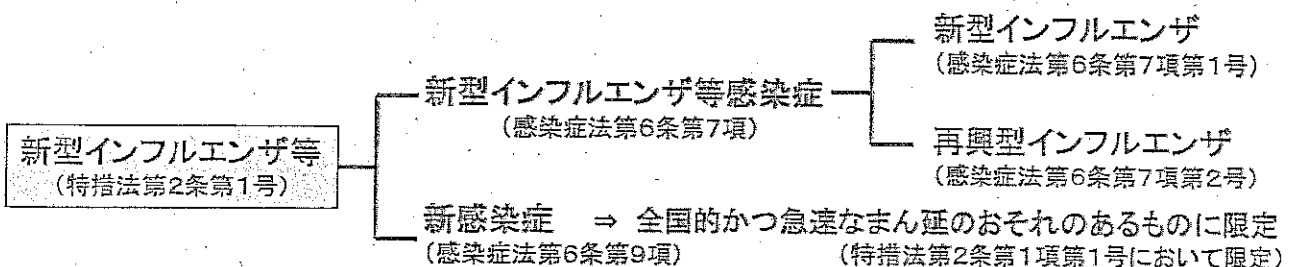 新型インフルエンザ等
(特措法第2条第1号)
新型インフルエンザ等感染症
(感染症法第6条第7項)
新型インフルエンザ
(感染症法第6条第7項第1号)
再興型インフルエンザ
(感染症法第6条第7項第2号)
新感染症 ⇒ 全国的かつ急速なまん延のおそれのあるものに限定
(感染症法第6条第9項) (特措法第2条第1項第1号において限定)